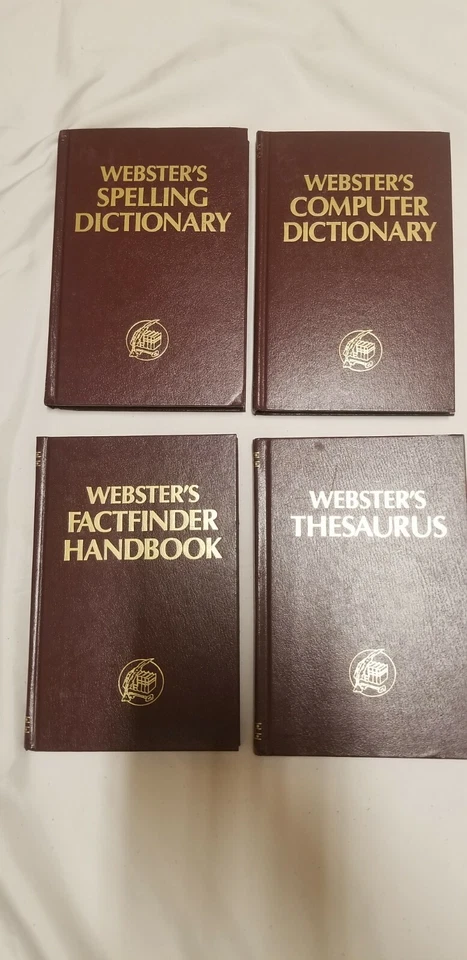 WEBSTER'S
SPELLING
DICTIONARY
WEBSTER'S
COMPUTER
DICTIONARY
WEBSTER'S
FACTFINDER
HANDBOOK
WEBSTER'S
THESAURUS